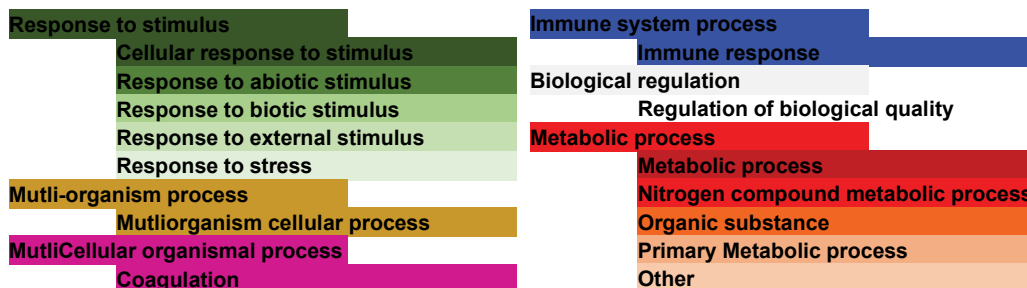 Response to stimulus
Cellular response to stimulus
Response to abiotic stimulus
Response to biotic stimulus
Response to external stimulus
Response to stress
Mutli-organism process
Mutliorganism cellular process
MutliCellular organismal process
Coagulation
Immune system process
Immune response
Biological regulation
Regulation of biological quality
Metabolic process
Metabolic process
Nitrogen compound metabolic process
Organic substance
Primary Metabolic process
Other